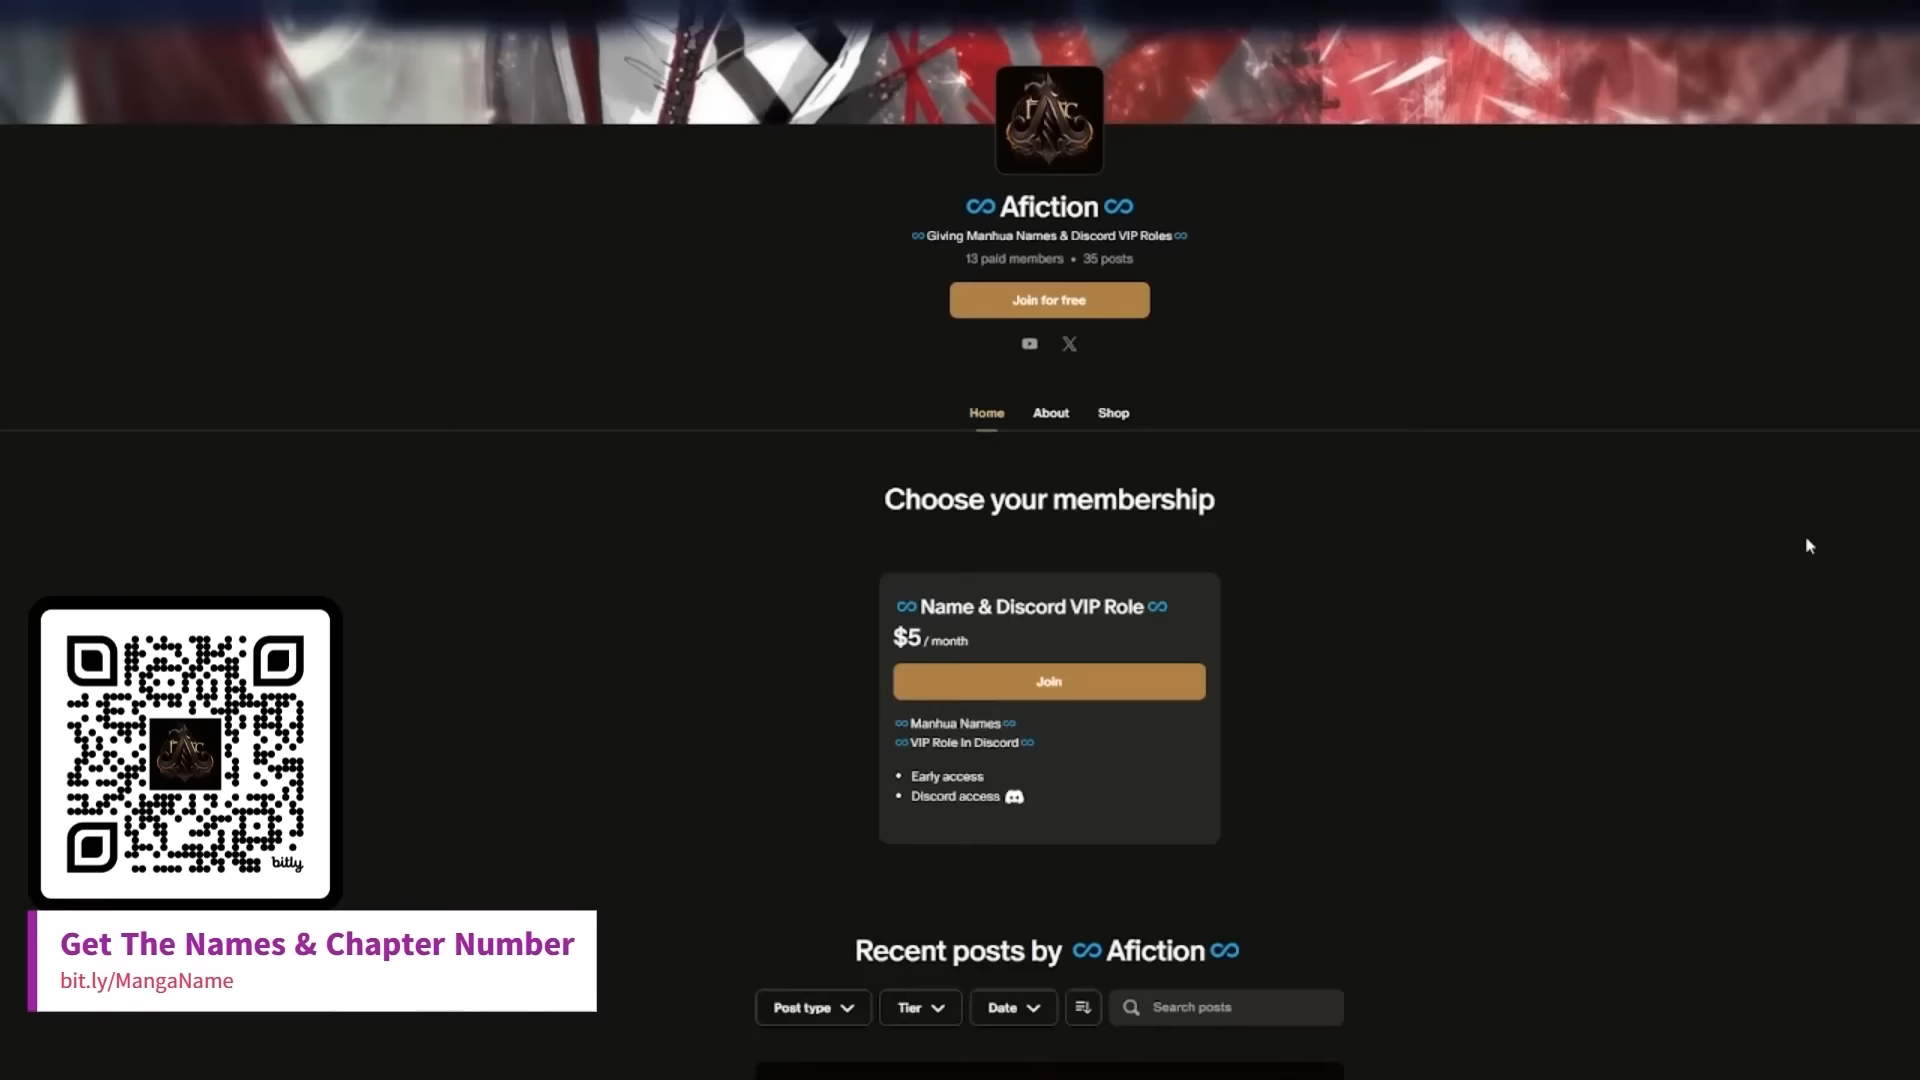 ∞ Afiction ∞
∞ Giving Manhua Names & Discord VIP Roles ∞
13 paid members • 35 posts
Join for free
Home About Shop
Choose your membership
∞ Name & Discord VIP Role ∞
$5 / month
Join
∞ Manhua Names ∞
∞ VIP Role In Discord ∞
• Early access
• Discord access
bitly
Get The Names & Chapter Number
bit.ly/MangaName
Recent posts by ∞ Afiction ∞
Post type Tier Date Search posts